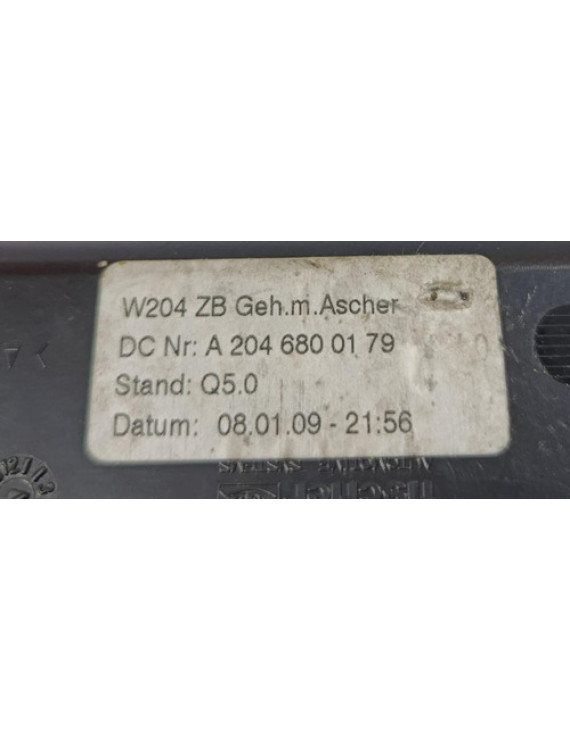 W204 ZB Geh.m.Ascher
DC Nr: A 204 680 01 79
Stand: Q5.0
Datum: 08.01.09 - 21:56